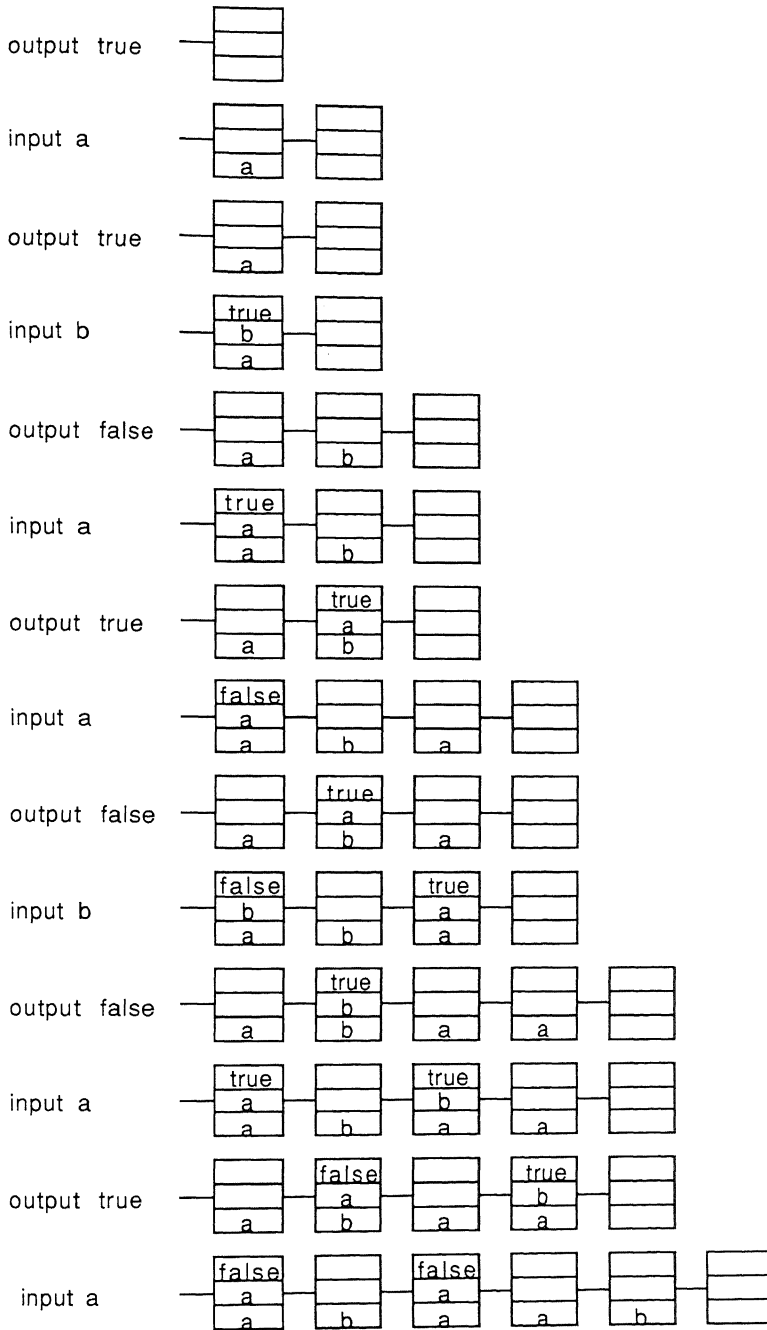 output true
input a
a
output true
a
input b
true
b
a
output false
a b
input a
true
a
a b
output true
true
a
a b
input a
false
a
a b a
output false
true
a
a b a
input b
false true
b a
a b a
output false
true
b
a b a a
input a
true true
a b
a b a a
output true
false true
a b
a b a a
input a
false false
a a
a b a a b